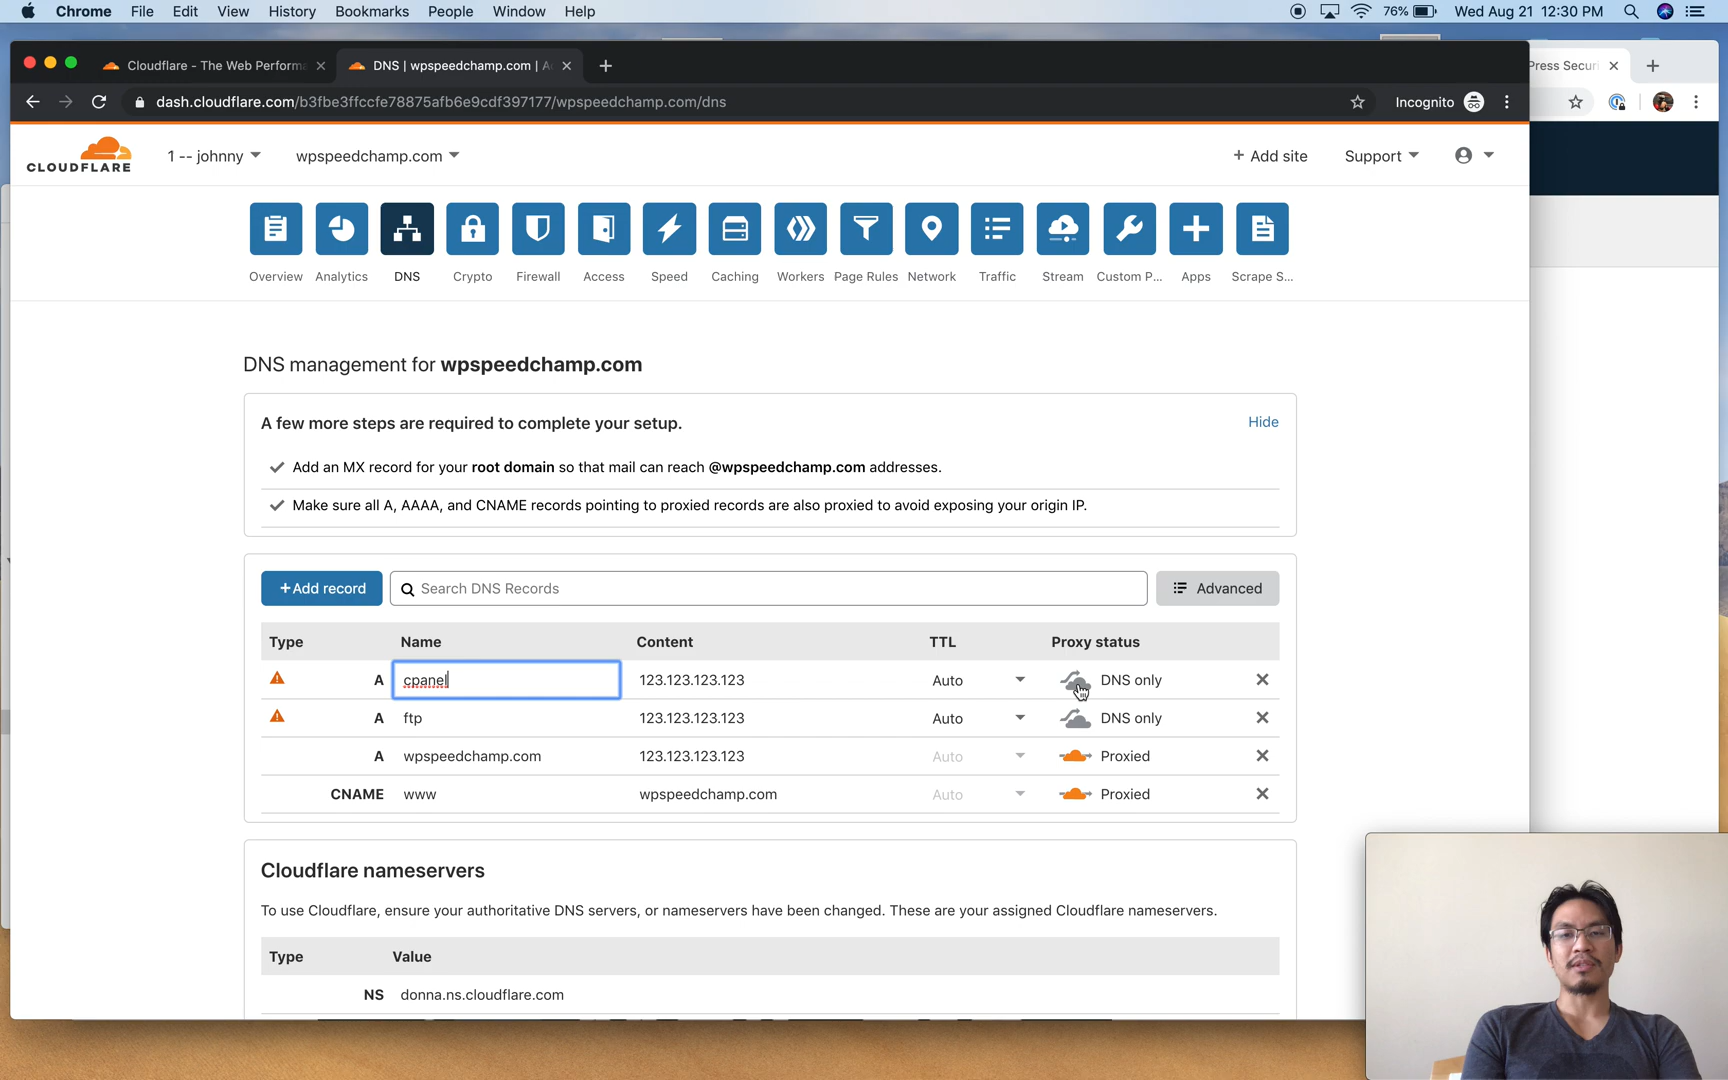 Chrome File Edit View History Bookmarks People Window Help 76% Wed Aug 21 12:30 PM
Cloudflare - The Web Performa DNS | wpspeedchamp.com | A Press Securi
dash.cloudflare.com/b3fbe3ffccfe78875afb6e9cdf397177/wpspeedchamp.com/dns Incognito
CLOUDFLARE 1 -- johnny wpspeedchamp.com + Add site Support
Overview Analytics DNS Crypto Firewall Access Speed Caching Workers Page Rules Network Traffic Stream Custom P... Apps Scrape S...
DNS management for wpspeedchamp.com
A few more steps are required to complete your setup. Hide
Add an MX record for your root domain so that mail can reach @wpspeedchamp.com addresses.
Make sure all A, AAAA, and CNAME records pointing to proxied records are also proxied to avoid exposing your origin IP.
+Add record Search DNS Records Advanced
Type Name Content TTL Proxy status
A cpanel 123.123.123.123 Auto DNS only
A ftp 123.123.123.123 Auto DNS only
A wpspeedchamp.com 123.123.123.123 Auto Proxied
CNAME www wpspeedchamp.com Auto Proxied
Cloudflare nameservers
To use Cloudflare, ensure your authoritative DNS servers, or nameservers have been changed. These are your assigned Cloudflare nameservers.
Type Value
NS donna.ns.cloudflare.com